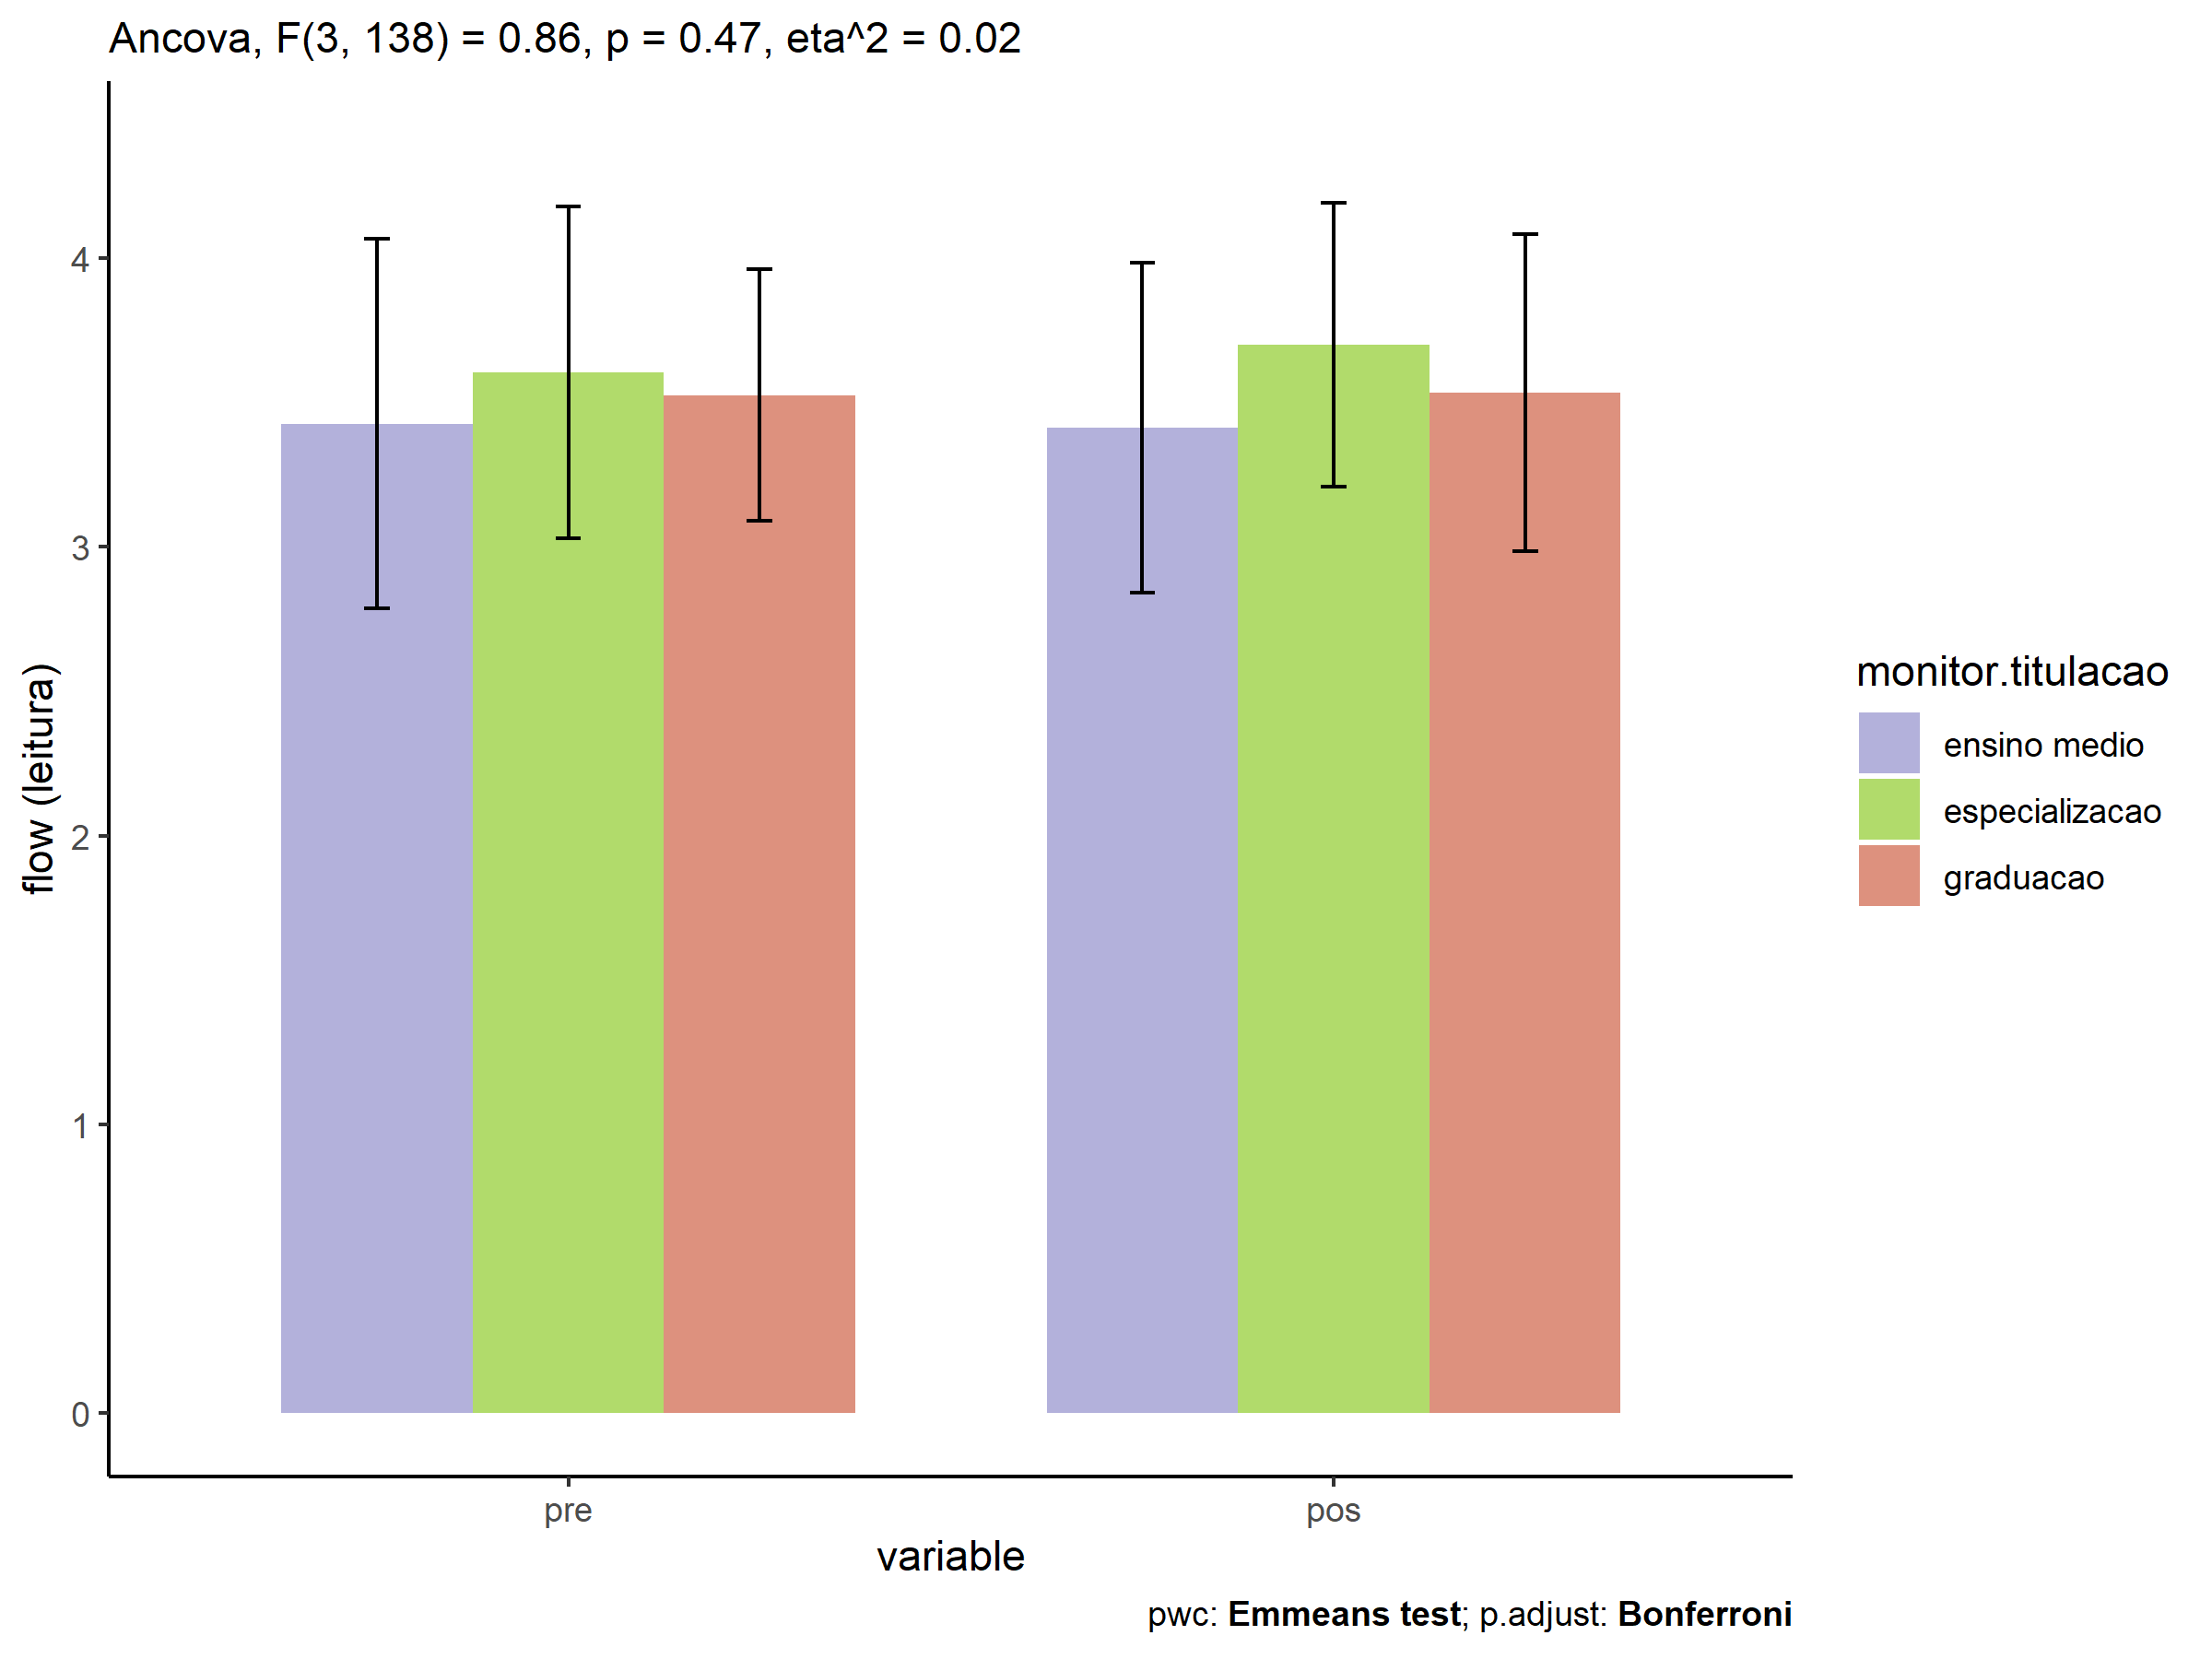 Ancova, F(3, 138) = 0.86, p = 0.47, eta^2 = 0.02
flow (leitura)
4
3
2
1
0
pre
pos
variable
monitor.titulacao
ensino medio
especializacao
graduacao
pwc: Emmeans test; p.adjust: Bonferroni